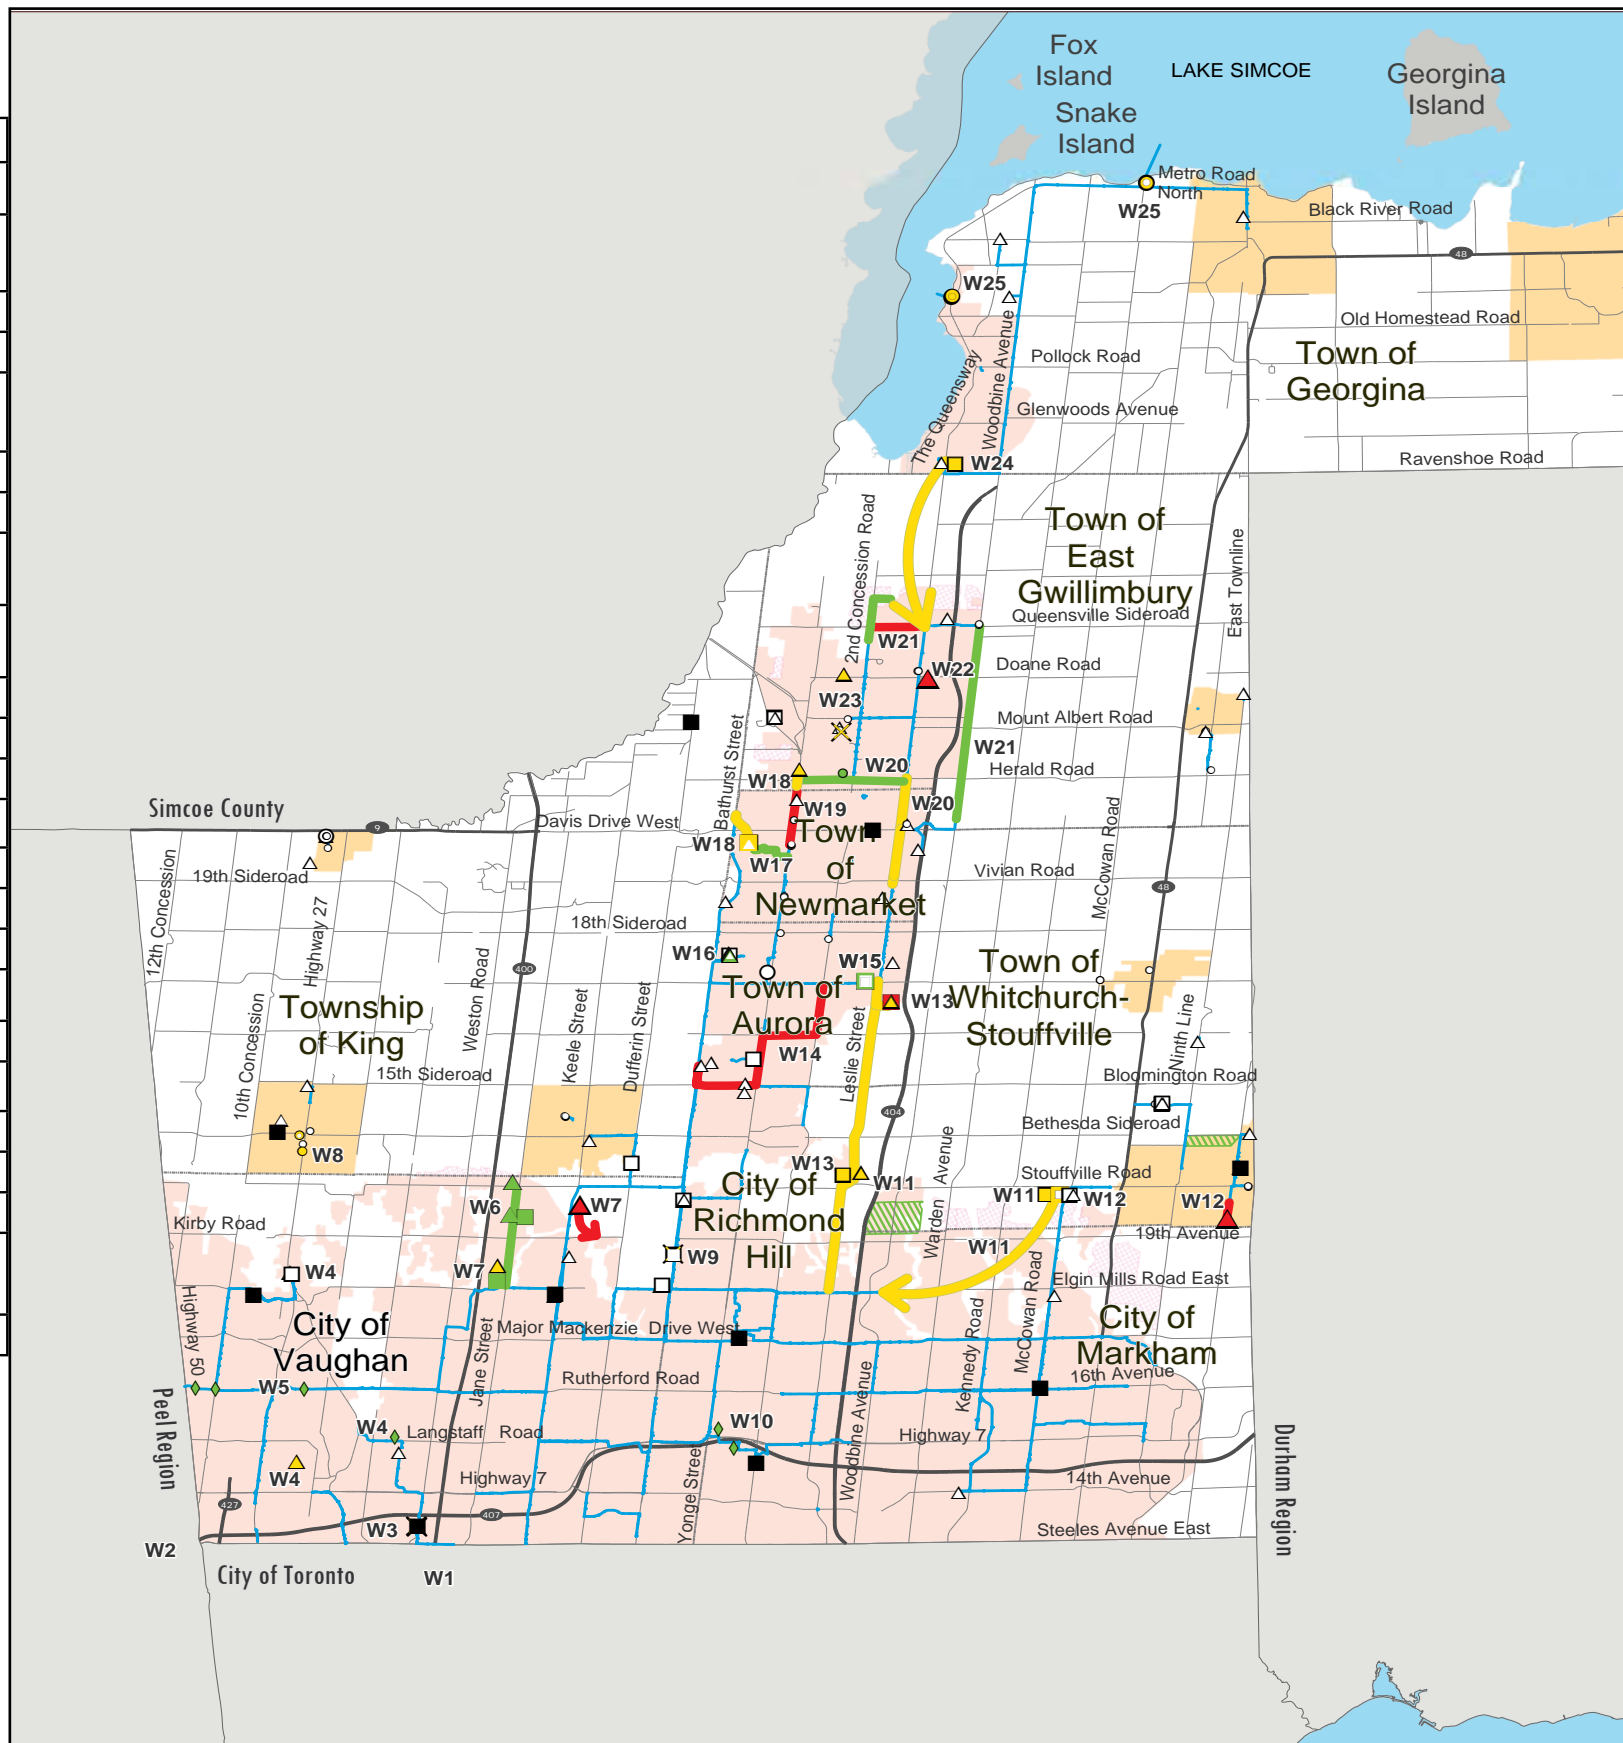 Fox
Island
LAKE SIMCOE
Georgina
Island
Snake
Island
Metro Road
North
W25
Black River Road
48
W25
Old Homestead Road
Pollock Road
Town of
Georgina
The Queensway
Woodbine Avenue
Glenwoods Avenue
W24
Ravenshoe Road
2nd Concession Road
Town of
East
Gwillimbury
Queensville Sideroad
East Townline
W21
Doane Road
W22
W23
Mount Albert Road
Bathurst Street
W21
W20
Herald Road
W18
W20
Simcoe County
9
Davis Drive West
W19
Town
of
Newmarket
W18
W17
Vivian Road
McCowan Road
48
12th Concession
19th Sideroad
Highway 27
18th Sideroad
Weston Road
400
W16
W15
Town of
Whitchurch-
Stouffville
Town of
Aurora
W13
Township
of King
10th Concession
Keele Street
Dufferin Street
W14
Leslie Street
Ninth Line
15th Sideroad
Bloomington Road
404
Bethesda Sideroad
W8
W13
W11
Warden Avenue
Stouffville Road
W11
W12
W12
City of
Richmond
Hill
W6
W7
Kirby Road
19th Avenue
W11
W9
W7
W4
Elgin Mills Road East
Highway 50
City of
Vaughan
Jane Street
Major Mackenzie Drive West
Kennedy Road
McCowan Road
City of
Markham
16th Avenue
Rutherford Road
W5
Peel Region
W10
W4
Langstaff Road
Woodbine Avenue
Highway 7
W4
Highway 7
14th Avenue
Durham Region
427
407
Yonge Street
W3
Steeles Avenue East
W2
City of Toronto
W1